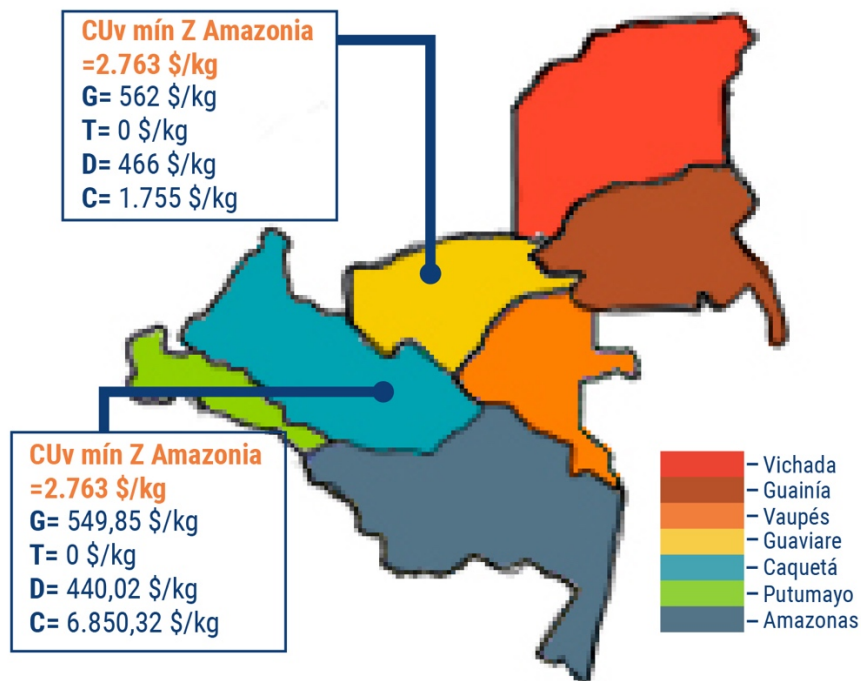 CUv mín Z Amazonia
=2.763 $/kg
G= 562 $/kg
T= 0 $/kg
D= 466 $/kg
C= 1.755 $/kg
CUv mín Z Amazonia
=2.763 $/kg
G= 549,85 $/kg
T= 0 $/kg
D= 440,02 $/kg
C= 6.850,32 $/kg
Vichada
Guainía
Vaupés
Guaviare
Caquetá
Putumayo
Amazonas